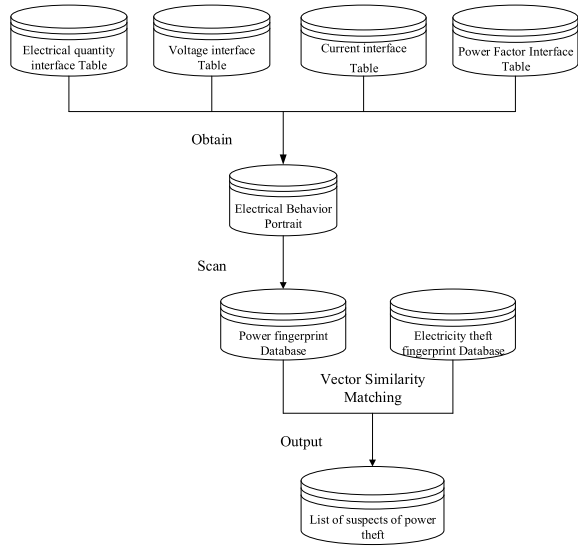 Electrical quantity
interface Table
Voltage interface
Table
Current interface
Table
Power Factor Interface
Table
Obtain
Electrical Behavior
Portrait
Scan
Power fingerprint
Database
Electricity theft
fingerprint Database
Vector Similarity
Matching
Output
List of suspects of power
theft